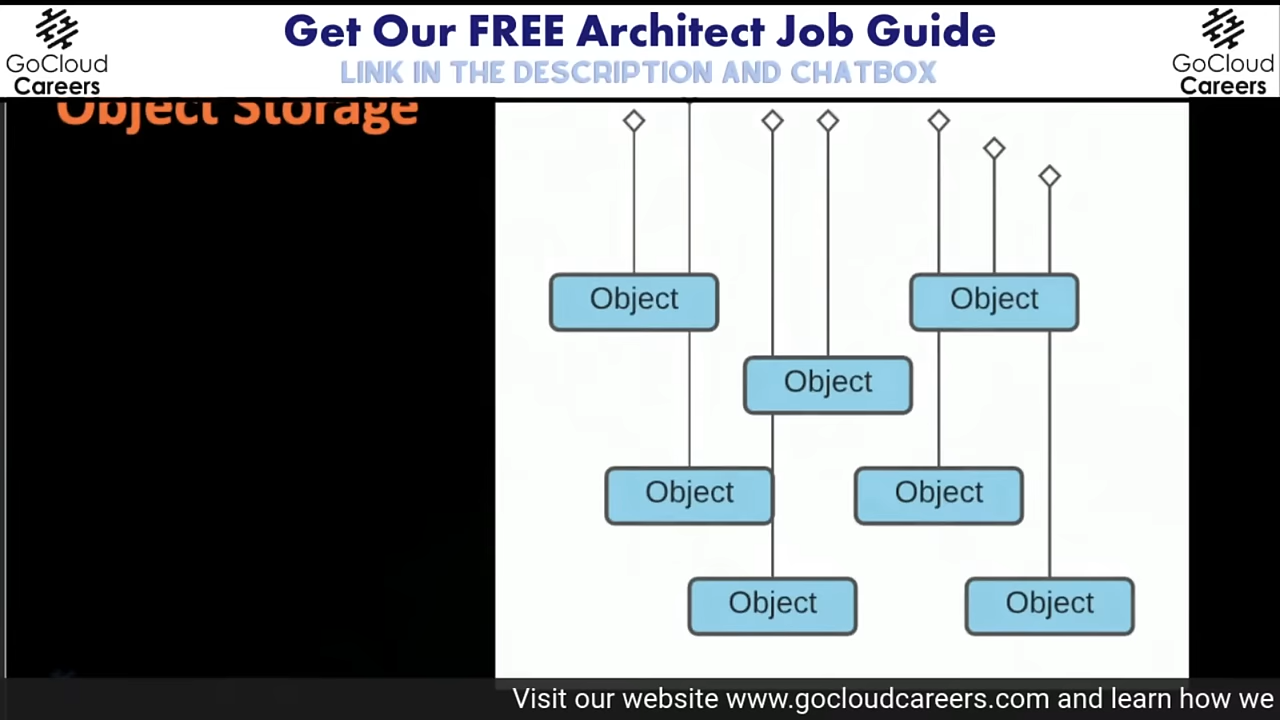 Get Our FREE Architect Job Guide
LINK IN THE DESCRIPTION AND CHATBOX
GoCloud
Careers
GoCloud
Careers
Object Storage
Object
Object
Object
Object
Object
Object
Object
Visit our website www.gocloudcareers.com and learn how we